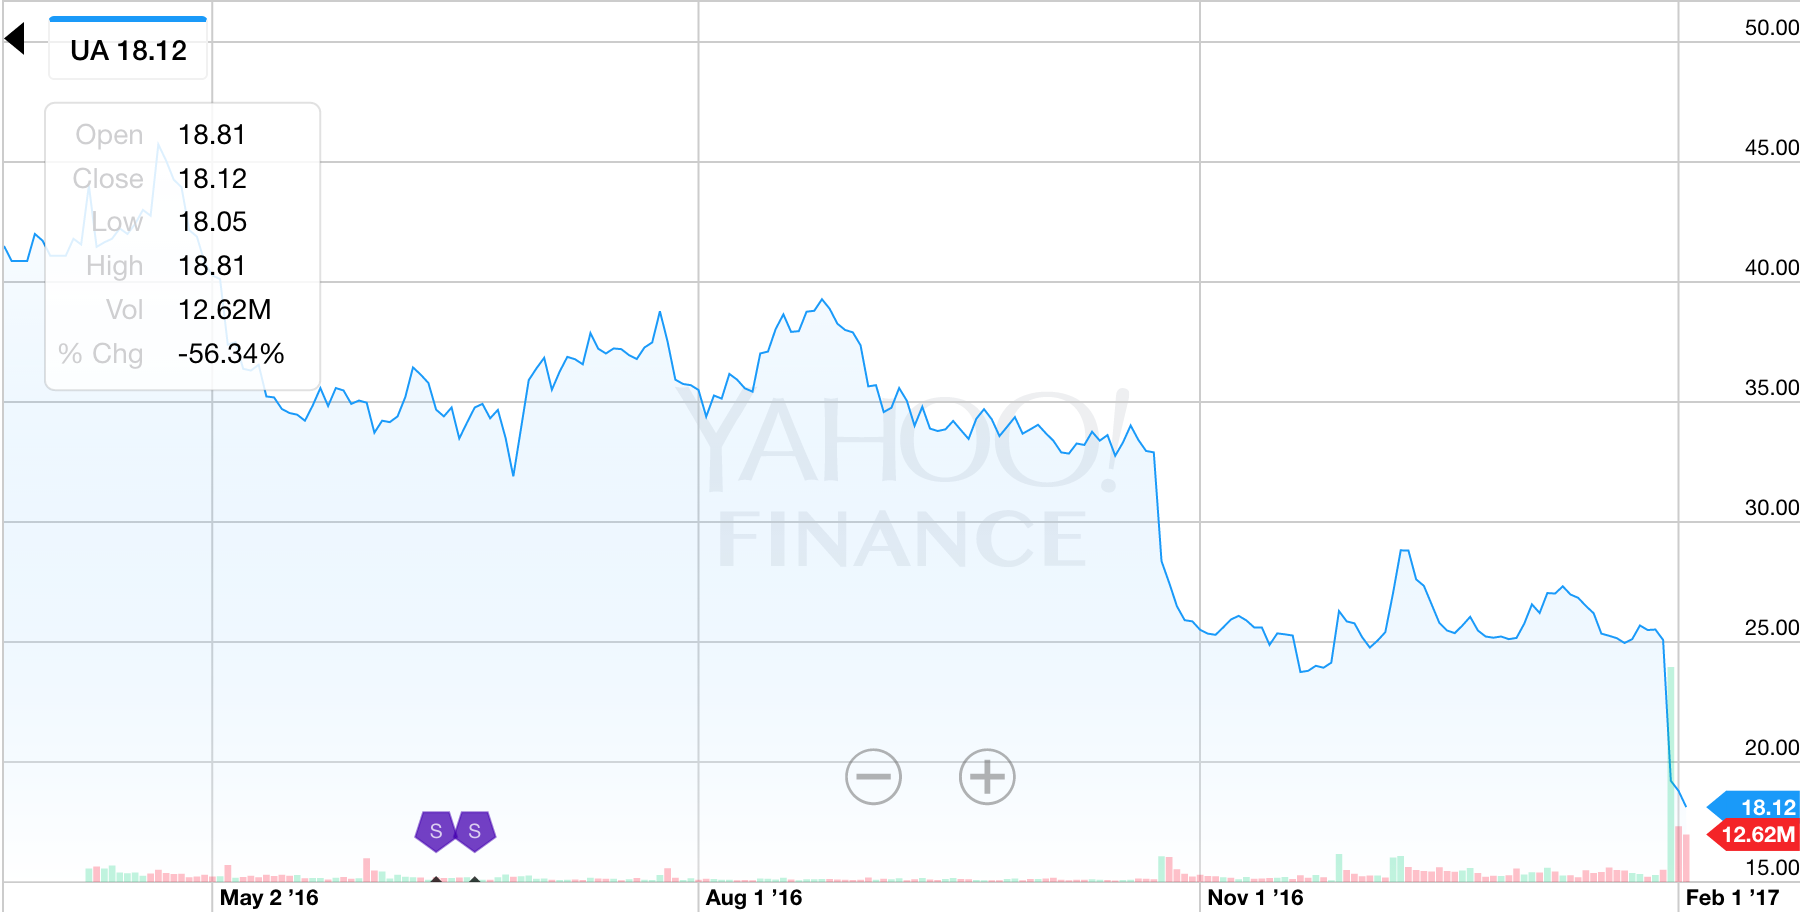 UA 18.12
50.00
Open 18.81
45.00
Close 18.12
Low 18.05
High 18.81
40.00
Vol 12.62M
% Chg -56.34%
35.00
YAHOO!
FINANCE
30.00
25.00
20.00
18.12
S S
12.62M
15.00
May 2 ’16 Aug 1 ’16 Nov 1 ’16 Feb 1 ’17